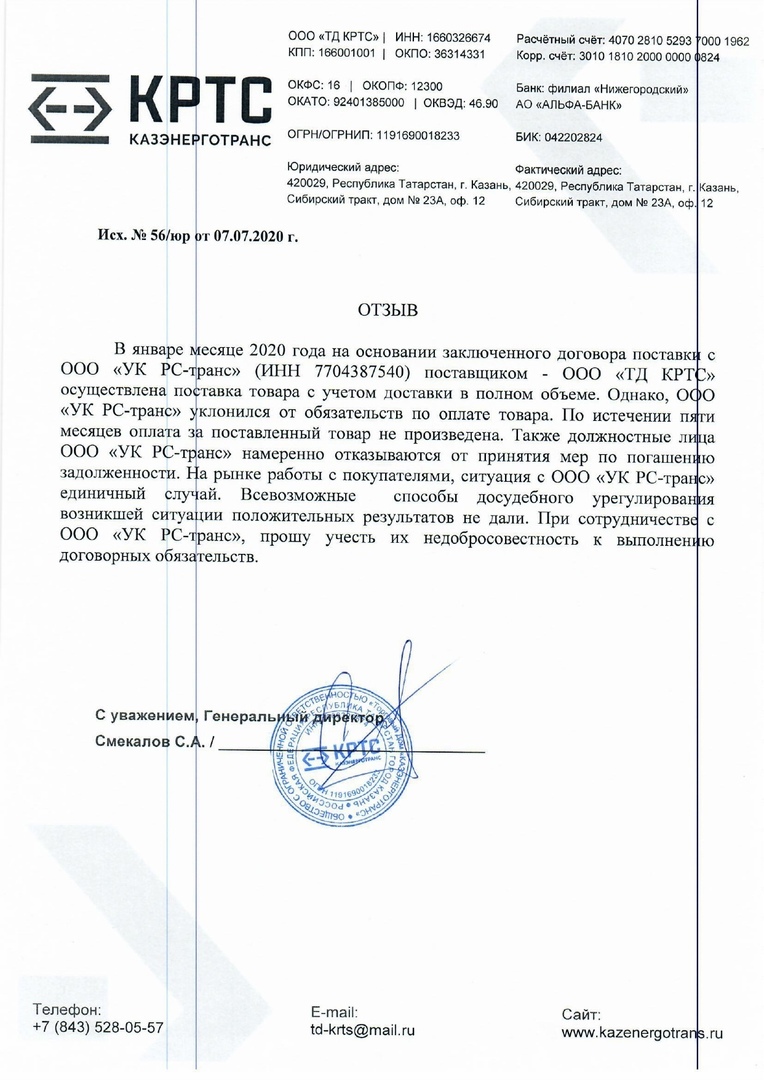 ООО «ТД КРТС» | ИНН: 1660326674
КПП: 166001001 | ОКПО: 36314331
ОКФС: 16 | ОКОПФ: 12300
ОКАТО: 92401385000 | ОКВЭД: 46.90
ОГРН/ОГРНИП: 1191690018233
Юридический адрес:
420029, Республика Татарстан, г. Казань,
Сибирский тракт, дом № 23А, оф. 12
Расчётный счёт: 4070 2810 5293 7000 1962
Корр. счёт: 3010 1810 2000 0000 0824
Банк: филиал «Нижегородский»
АО «АЛЬФА-БАНК»
БИК: 042202824
Фактический адрес:
420029, Республика Татарстан, г. Казань,
Сибирский тракт, дом № 23А, оф. 12
КРТС
КАЗЭНЕРГОТРАНС
Исх. № 56/юр от 07.07.2020 г.
ОТЗЫВ
В январе месяце 2020 года на основании заключенного договора поставки с
ООО «УК РС-транс» (ИНН 7704387540) поставщиком - ООО «ТД КРТС»
осуществлена поставка товара с учетом доставки в полном объеме. Однако, ООО
«УК РС-транс» уклонился от обязательств по оплате товара. По истечении пяти
месяцев оплата за поставленный товар не произведена. Также должностные лица
ООО «УК РС-транс» намеренно отказываются от принятия мер по погашению
задолженности. На рынке работы с покупателями, ситуация с ООО «УК РС-транс»
единичный случай. Всевозможные способы досудебного урегулирования
возникшей ситуации положительных результатов не дали. При сотрудничестве с
ООО «УК РС-транс», прошу учесть их недобросовестность к выполнению
договорных обязательств.
С уважением, Генеральный директор
Смекалов С.А. /
ОБЩЕСТВО С ОГРАНИЧЕННОЙ ОТВЕТСТВЕННОСТЬЮ «Торговый Дом «КАЗЭНЕРГОТРАНС»
РОССИЙСКАЯ ФЕДЕРАЦИЯ РЕСПУБЛИКА ТАТАРСТАН ГОРОД КАЗАНЬ
КРТС
КАЗЭНЕРГОТРАНС
ОГРН 1191690018233
Телефон:
+7 (843) 528-05-57
E-mail:
td-krts@mail.ru
Сайт:
www.kazenergotrans.ru